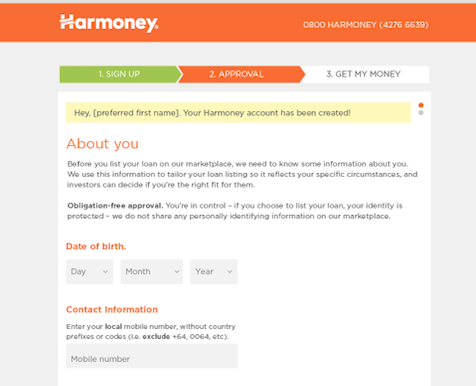 Harmoney.
0800 HARMONEY (4276 6639)
1. SIGN UP
2. APPROVAL
3. GET MY MONEY
Hey, [preferred first name]. Your Harmoney account has been created!
About you
Before you list your loan on our marketplace, we need to know some information about you.
We use this information to tailor your loan listing so it reflects your specific circumstances, and
investors can decide if you're the right fit for them.
Obligation-free approval. You're in control – if you choose to list your loan, your identity is
protected – we do not share any personally identifying information on our marketplace.
Date of birth.
Day
Month
Year
Contact Information
Enter your local mobile number, without country
prefixes or codes (i.e. exclude +64, 0064, etc).
Mobile number